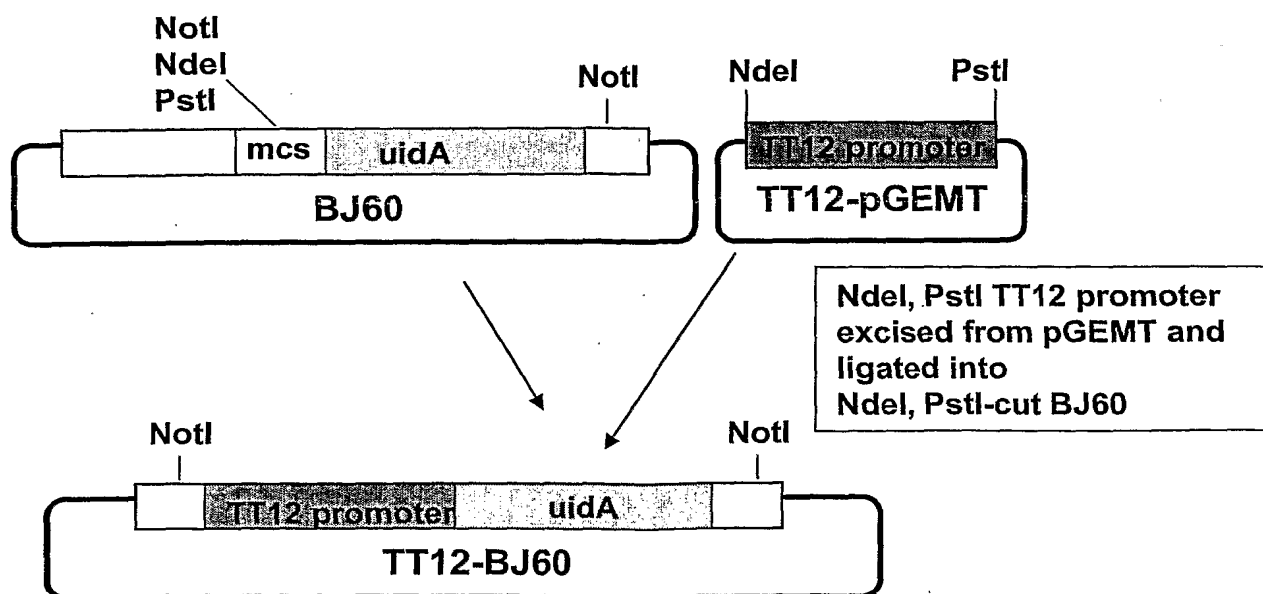 NotI
NdeI
PstI
NotI
mcs
uidA
BJ60
NdeI
PstI
TT12 promoter
TT12-pGEMT
NdeI, PstI TT12 promoter
excised from pGEMT and
ligated into
NdeI, PstI-cut BJ60
NotI
NotI
TT12 promoter
uidA
TT12-BJ60